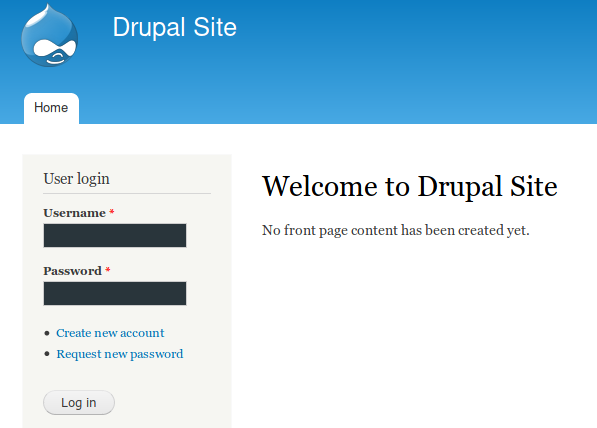 Drupal Site
Home
User login
Username *
Password *
Create new account
Request new password
Log in
Welcome to Drupal Site
No front page content has been created yet.